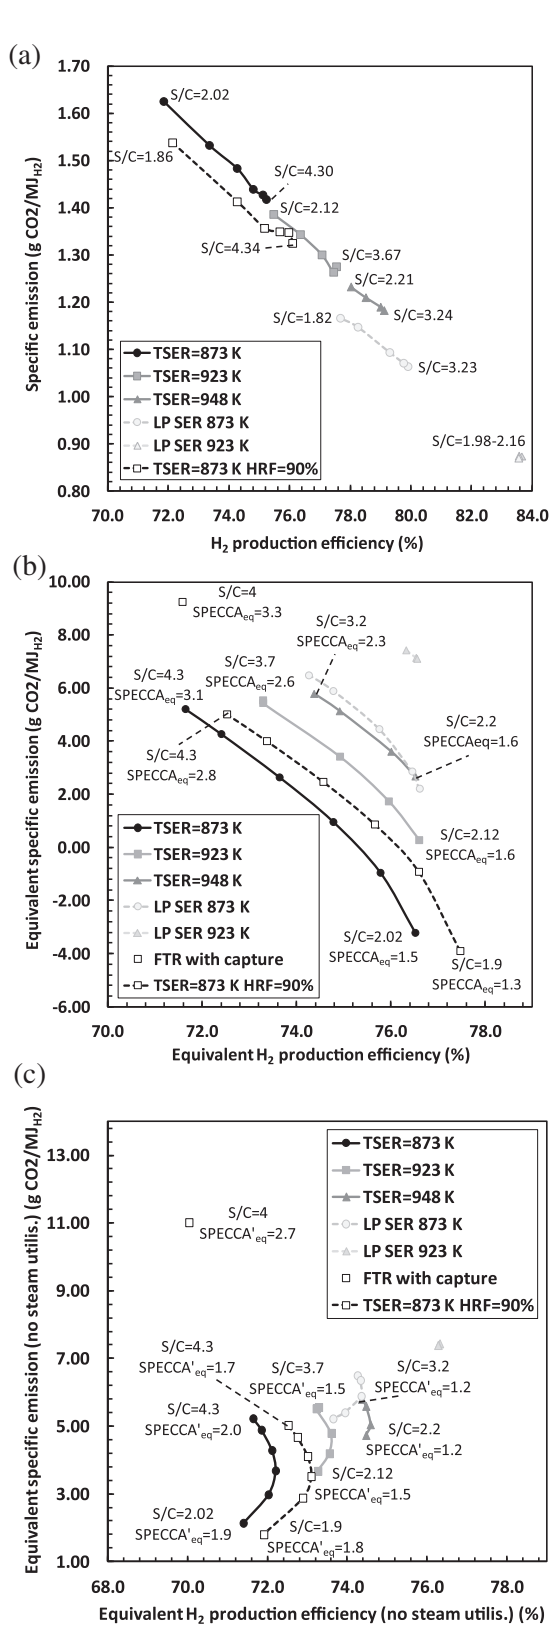 (a)
1.70
1.60
1.50
1.40
1.30
1.20
1.10
1.00
0.90
0.80
Specific emission (g CO2/MJH2)
S/C=2.02
S/C=1.86
S/C=4.30
S/C=2.12
S/C=4.34
S/C=3.67
S/C=2.21
S/C=1.82
S/C=3.24
S/C=3.23
S/C=1.98-2.16
TSER=873 K
TSER=923 K
TSER=948 K
LP SER 873 K
LP SER 923 K
TSER=873 K HRF=90%
70.0 72.0 74.0 76.0 78.0 80.0 82.0 84.0
H2 production efficiency (%)
(b)
10.00
8.00
6.00
4.00
2.00
0.00
-2.00
-4.00
-6.00
Equivalent specific emission (g CO2/MJH2)
S/C=4
SPECCAeq=3.3
S/C=3.2
SPECCAeq=2.3
S/C=3.7
SPECCAeq=2.6
S/C=4.3
SPECCAeq=3.1
S/C=2.2
SPECCAeq=1.6
S/C=4.3
SPECCAeq=2.8
S/C=2.12
SPECCAeq=1.6
S/C=2.02
SPECCAeq=1.5
S/C=1.9
SPECCAeq=1.3
TSER=873 K
TSER=923 K
TSER=948 K
LP SER 873 K
LP SER 923 K
FTR with capture
TSER=873 K HRF=90%
70.0 72.0 74.0 76.0 78.0
Equivalent H2 production efficiency (%)
(c)
13.00
11.00
9.00
7.00
5.00
3.00
1.00
Equivalent specific emission (no steam utilis.) (g CO2/MJH2)
TSER=873 K
TSER=923 K
TSER=948 K
LP SER 873 K
LP SER 923 K
FTR with capture
TSER=873 K HRF=90%
S/C=4
SPECCA'eq=2.7
S/C=4.3
SPECCA'eq=1.7
S/C=3.7
SPECCA'eq=1.5
S/C=3.2
SPECCA'eq=1.2
S/C=4.3
SPECCA'eq=2.0
S/C=2.2
SPECCA'eq=1.2
S/C=2.12
SPECCA'eq=1.5
S/C=2.02
SPECCA'eq=1.9
S/C=1.9
SPECCA'eq=1.8
68.0 70.0 72.0 74.0 76.0 78.0
Equivalent H2 production efficiency (no steam utilis.) (%)